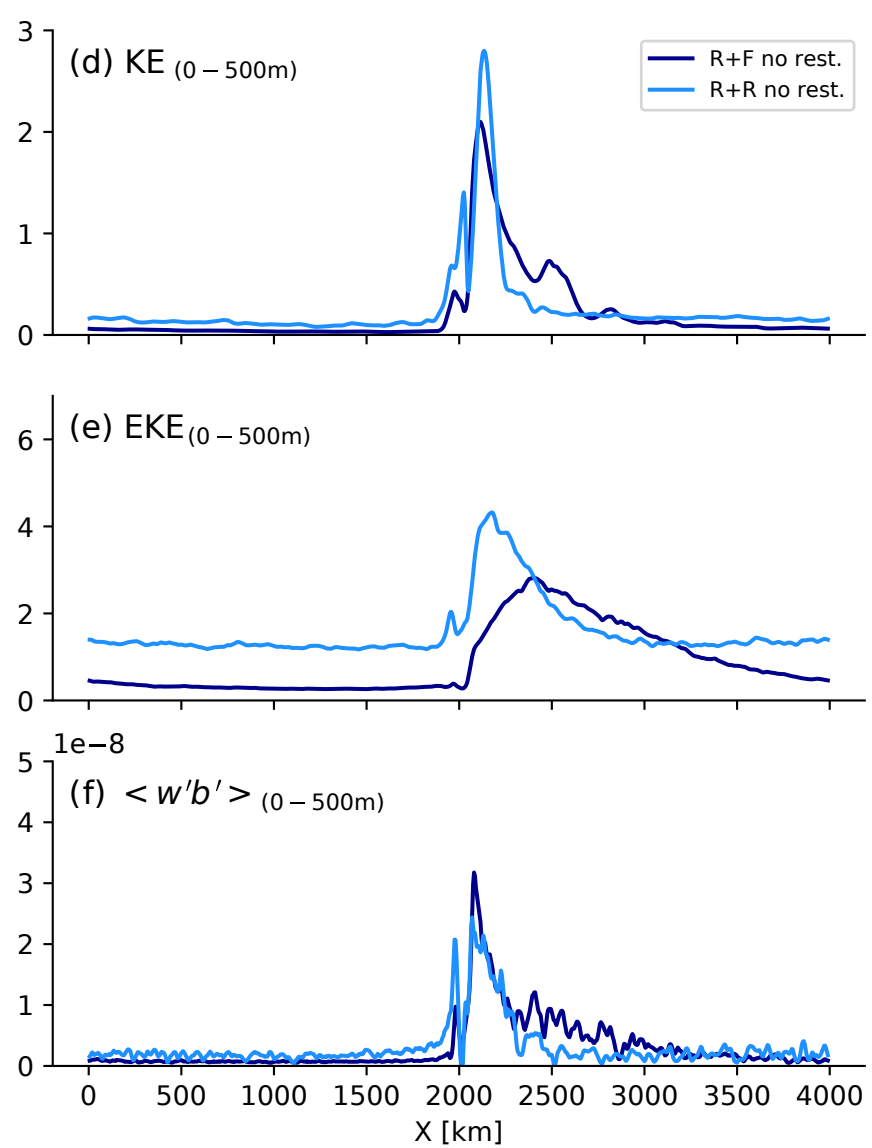 3
(d) KE (0 − 500m)
R+F no rest.
R+R no rest.
2
1
0
(e) EKE (0 − 500m)
6
4
2
0
1e−8
5
(f) < w′b′ > (0 − 500m)
4
3
2
1
0
0 500 1000 1500 2000 2500 3000 3500 4000
X [km]